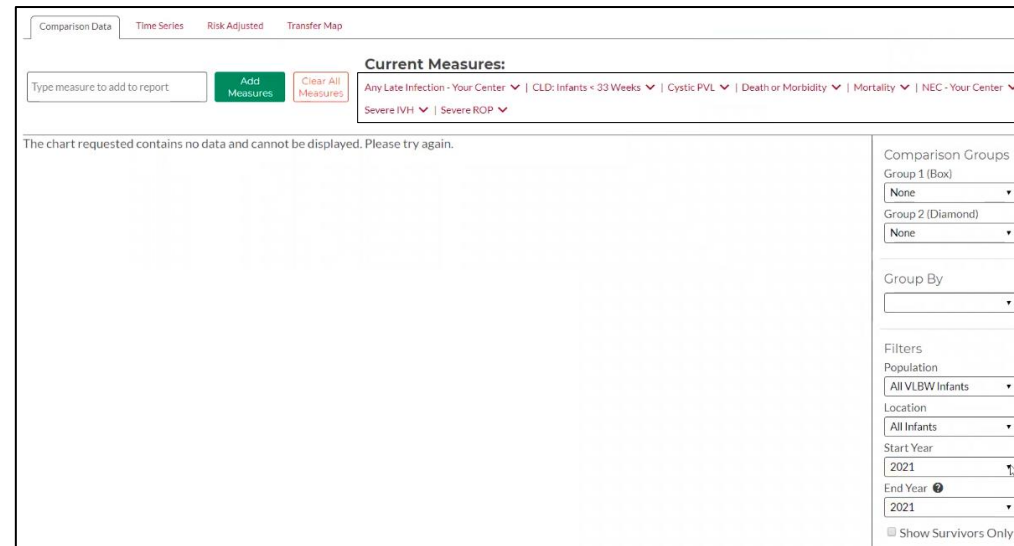 Comparison Data Time Series Risk Adjusted Transfer Map
Current Measures:
Type measure to add to report
Add Measures
Clear All Measures
Any Late Infection - Your Center | CLD: Infants < 33 Weeks | Cystic PVL | Death or Morbidity | Mortality | NEC - Your Center
Severe IVH | Severe ROP
The chart requested contains no data and cannot be displayed. Please try again.
Comparison Groups
Group 1 (Box)
None
Group 2 (Diamond)
None
Group By
Filters
Population
All VLBW Infants
Location
All Infants
Start Year
2021
End Year ?
2021
Show Survivors Only